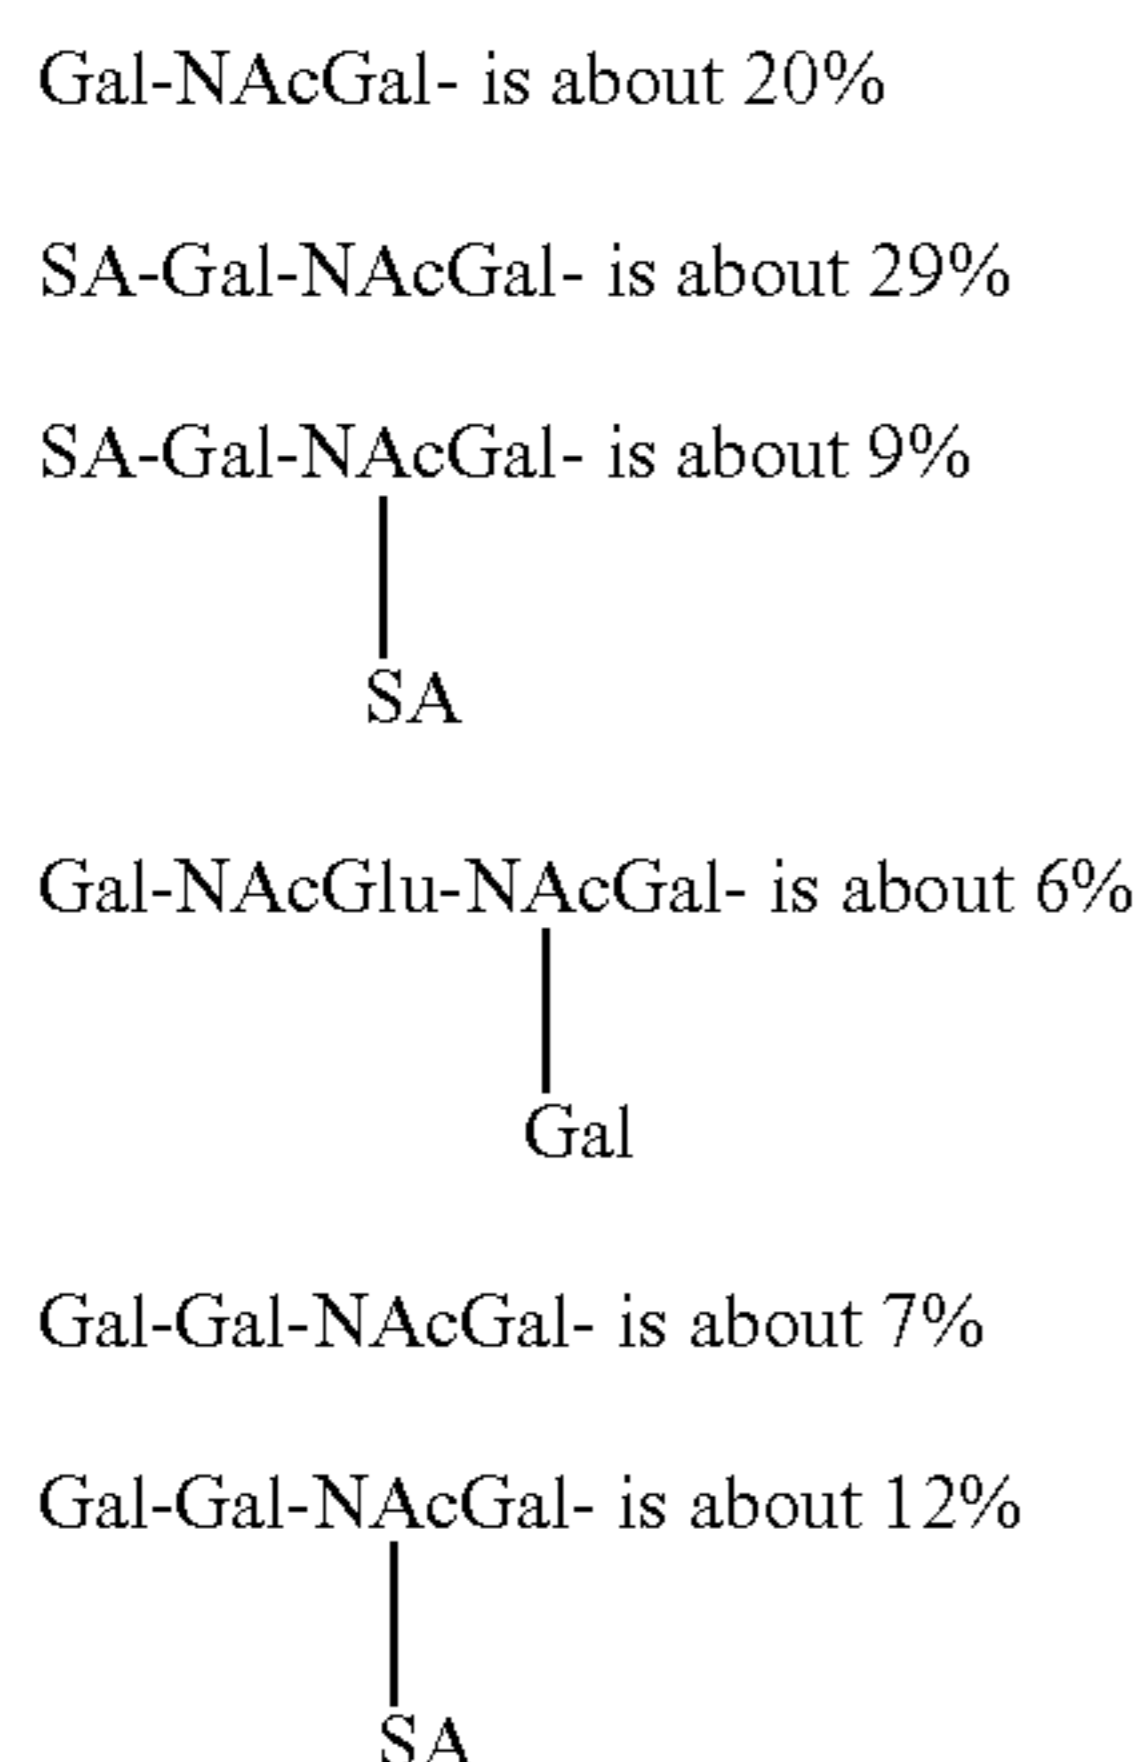 Gal-NAcGal- is about 20%
SA-Gal-NAcGal- is about 29%
SA-Gal-NAcGal- is about 9%
SA
Gal-NAcGlu-NAcGal- is about 6%
Gal
Gal-Gal-NAcGal- is about 7%
Gal-Gal-NAcGal- is about 12%
SA